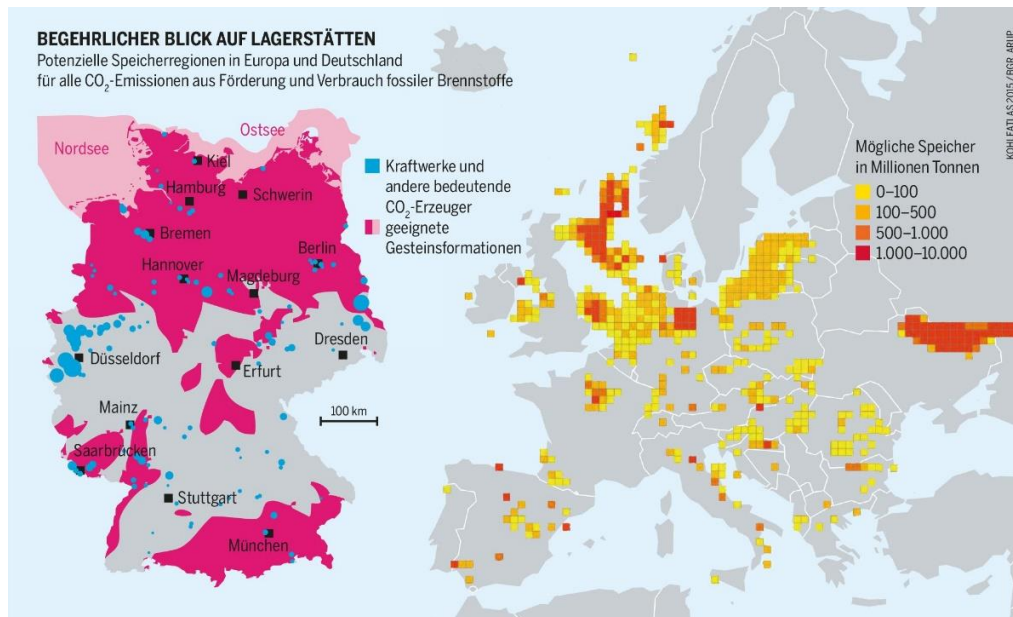 BEGEHRLICHER BLICK AUF LAGERSTÄTTEN
Potenzielle Speicherregionen in Europa und Deutschland
für alle CO₂-Emissionen aus Förderung und Verbrauch fossiler Brennstoffe
Nordsee
Ostsee
Kiel
Hamburg
Schwerin
Bremen
Berlin
Hannover
Magdeburg
Düsseldorf
Dresden
Erfurt
Mainz
Saarbrücken
Stuttgart
München
100 km
Kraftwerke und
andere bedeutende
CO₂-Erzeuger
geeignete
Gesteinsformationen
Mögliche Speicher
in Millionen Tonnen
0–100
100–500
500–1.000
1.000–10.000
KOHLEATLAS 2015 / BGR, ARUP